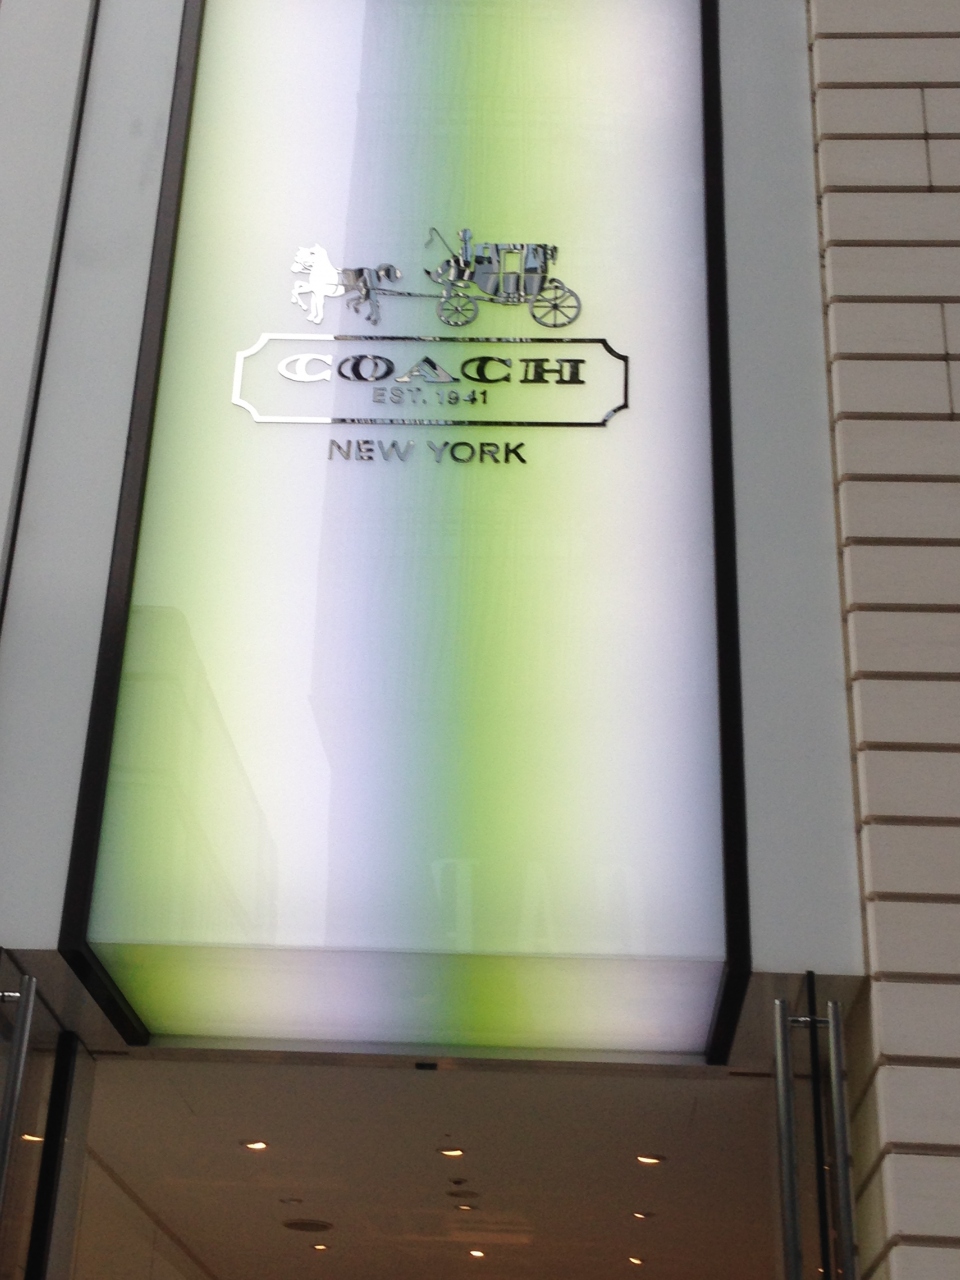 COACH
EST. 1941
NEW YORK